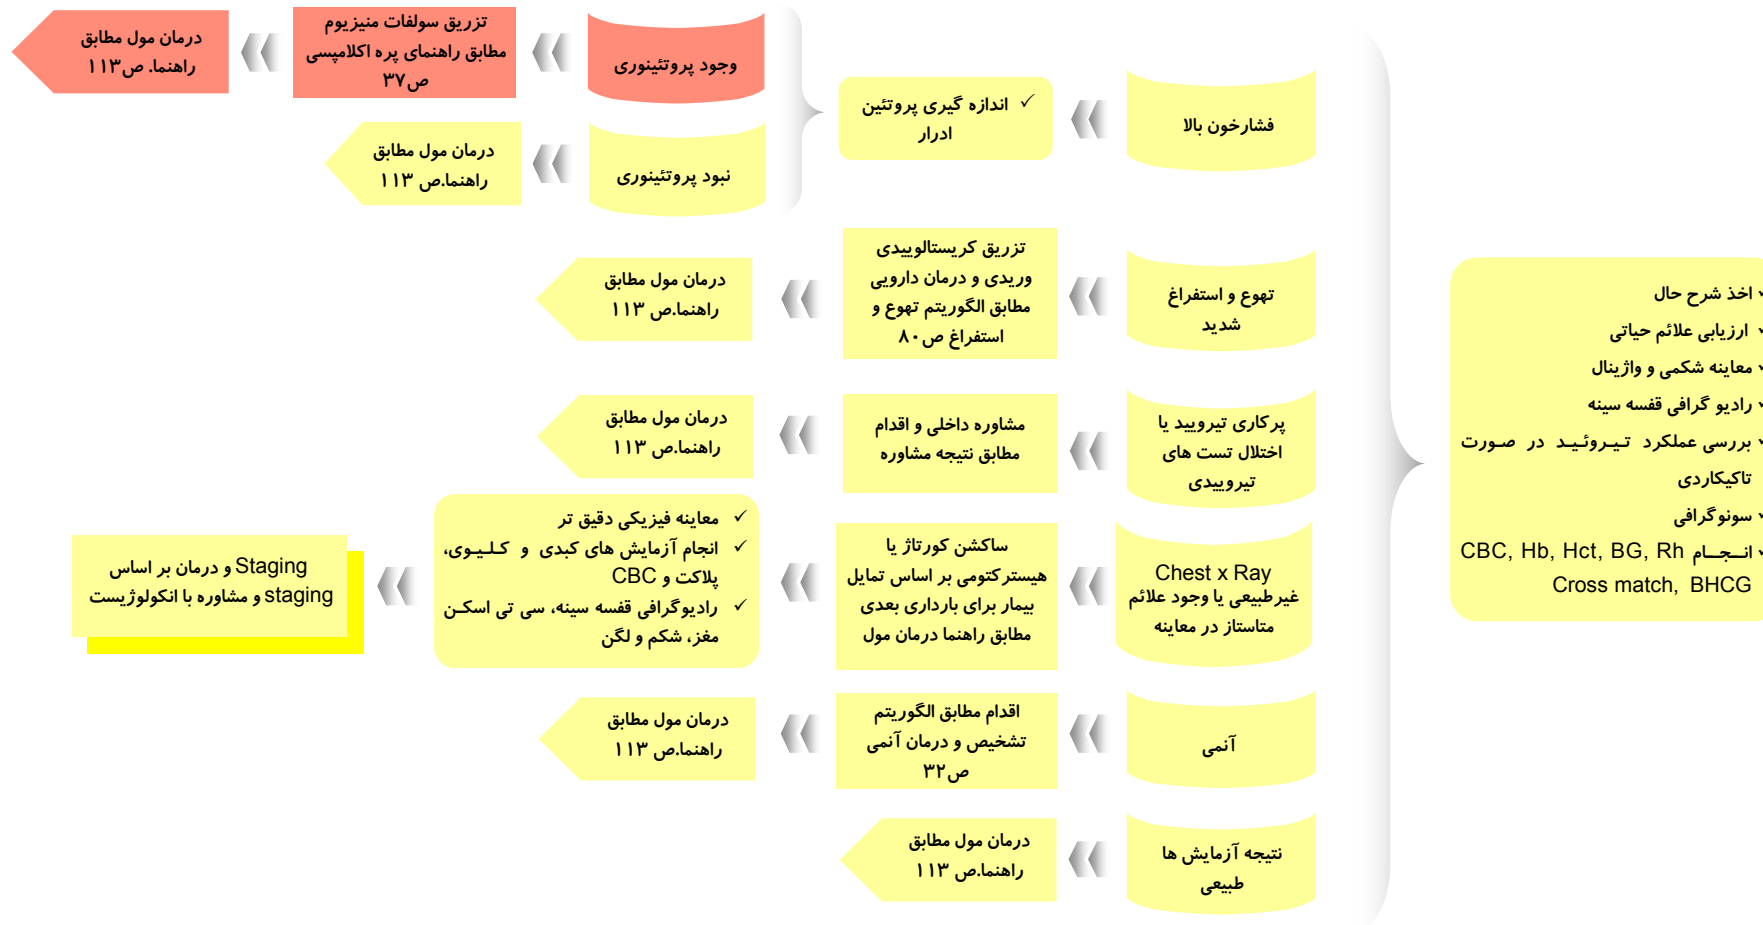 ✓ اخذ شرح حال
✓ ارزیابی علائم حیاتی
✓ معاینه شکمی و واژینال
✓ رادیو گرافی قفسه سینه
✓ بررسی عملکرد تیروئید در صورت
تاکیکاردی
✓ سونوگرافی
✓ انجام CBC, Hb, Hct, BG, Rh
Cross match, BHCG
فشارخون بالا
✓ اندازه گیری پروتئین
ادرار
وجود پروتئینوری
تزریق سولفات منیزیوم
مطابق راهنمای پره اکلامپسی
ص۳۷
درمان مول مطابق
راهنما. ص۱۱۳
نبود پروتئینوری
درمان مول مطابق
راهنما.ص ۱۱۳
تهوع و استفراغ
شدید
تزریق کریستالوییدی
وریدی و درمان دارویی
مطابق الگوریتم تهوع و
استفراغ ص۸۰
درمان مول مطابق
راهنما.ص ۱۱۳
پرکاری تیرویید یا
اختلال تست های
تیروییدی
مشاوره داخلی و اقدام
مطابق نتیجه مشاوره
درمان مول مطابق
راهنما.ص ۱۱۳
Chest x Ray
غیرطبیعی یا وجود علائم
متاستاز در معاینه
ساکشن کورتاژ یا
هیسترکتومی بر اساس تمایل
بیمار برای بارداری بعدی
مطابق راهنما درمان مول
✓ معاینه فیزیکی دقیق تر
✓ انجام آزمایش های کبدی و کلیوی،
پلاکت و CBC
✓ رادیوگرافی قفسه سینه، سی تی اسکن
مغز، شکم و لگن
Staging و درمان بر اساس
staging و مشاوره با انکولوژیست
آنمی
اقدام مطابق الگوریتم
تشخیص و درمان آنمی
ص۳۲
درمان مول مطابق
راهنما.ص ۱۱۳
نتیجه آزمایش ها
طبیعی
درمان مول مطابق
راهنما.ص ۱۱۳